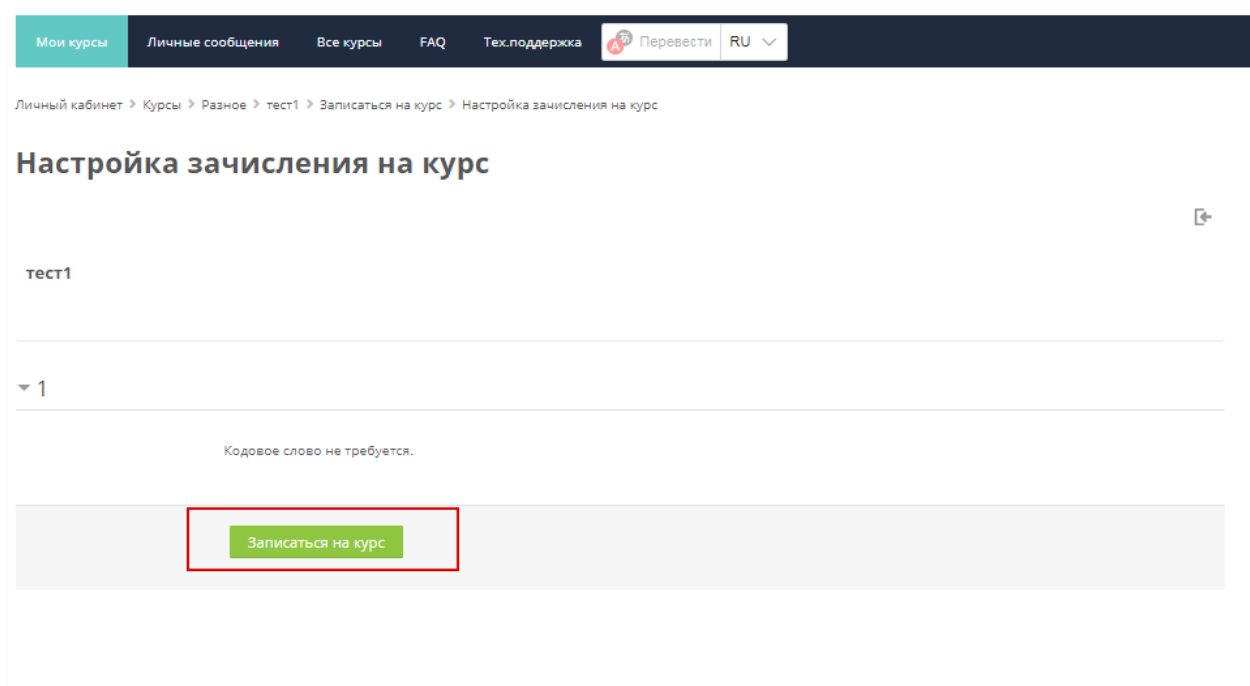 Мои курсы Личные сообщения Все курсы FAQ Тех.поддержка Перевести RU
Личный кабинет > Курсы > Разное > тест1 > Записаться на курс > Настройка зачисления на курс
Настройка зачисления на курс
тест1
1
Кодовое слово не требуется.
Записаться на курс